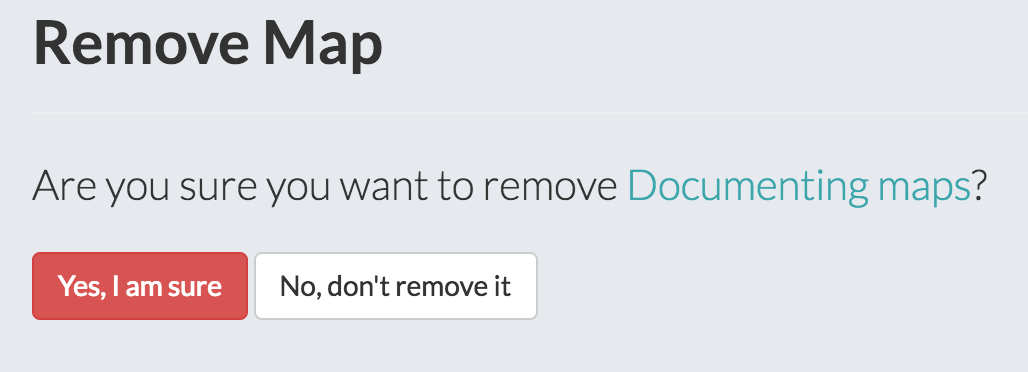 Remove Map
Are you sure you want to remove Documenting maps?
Yes, I am sure No, don't remove it